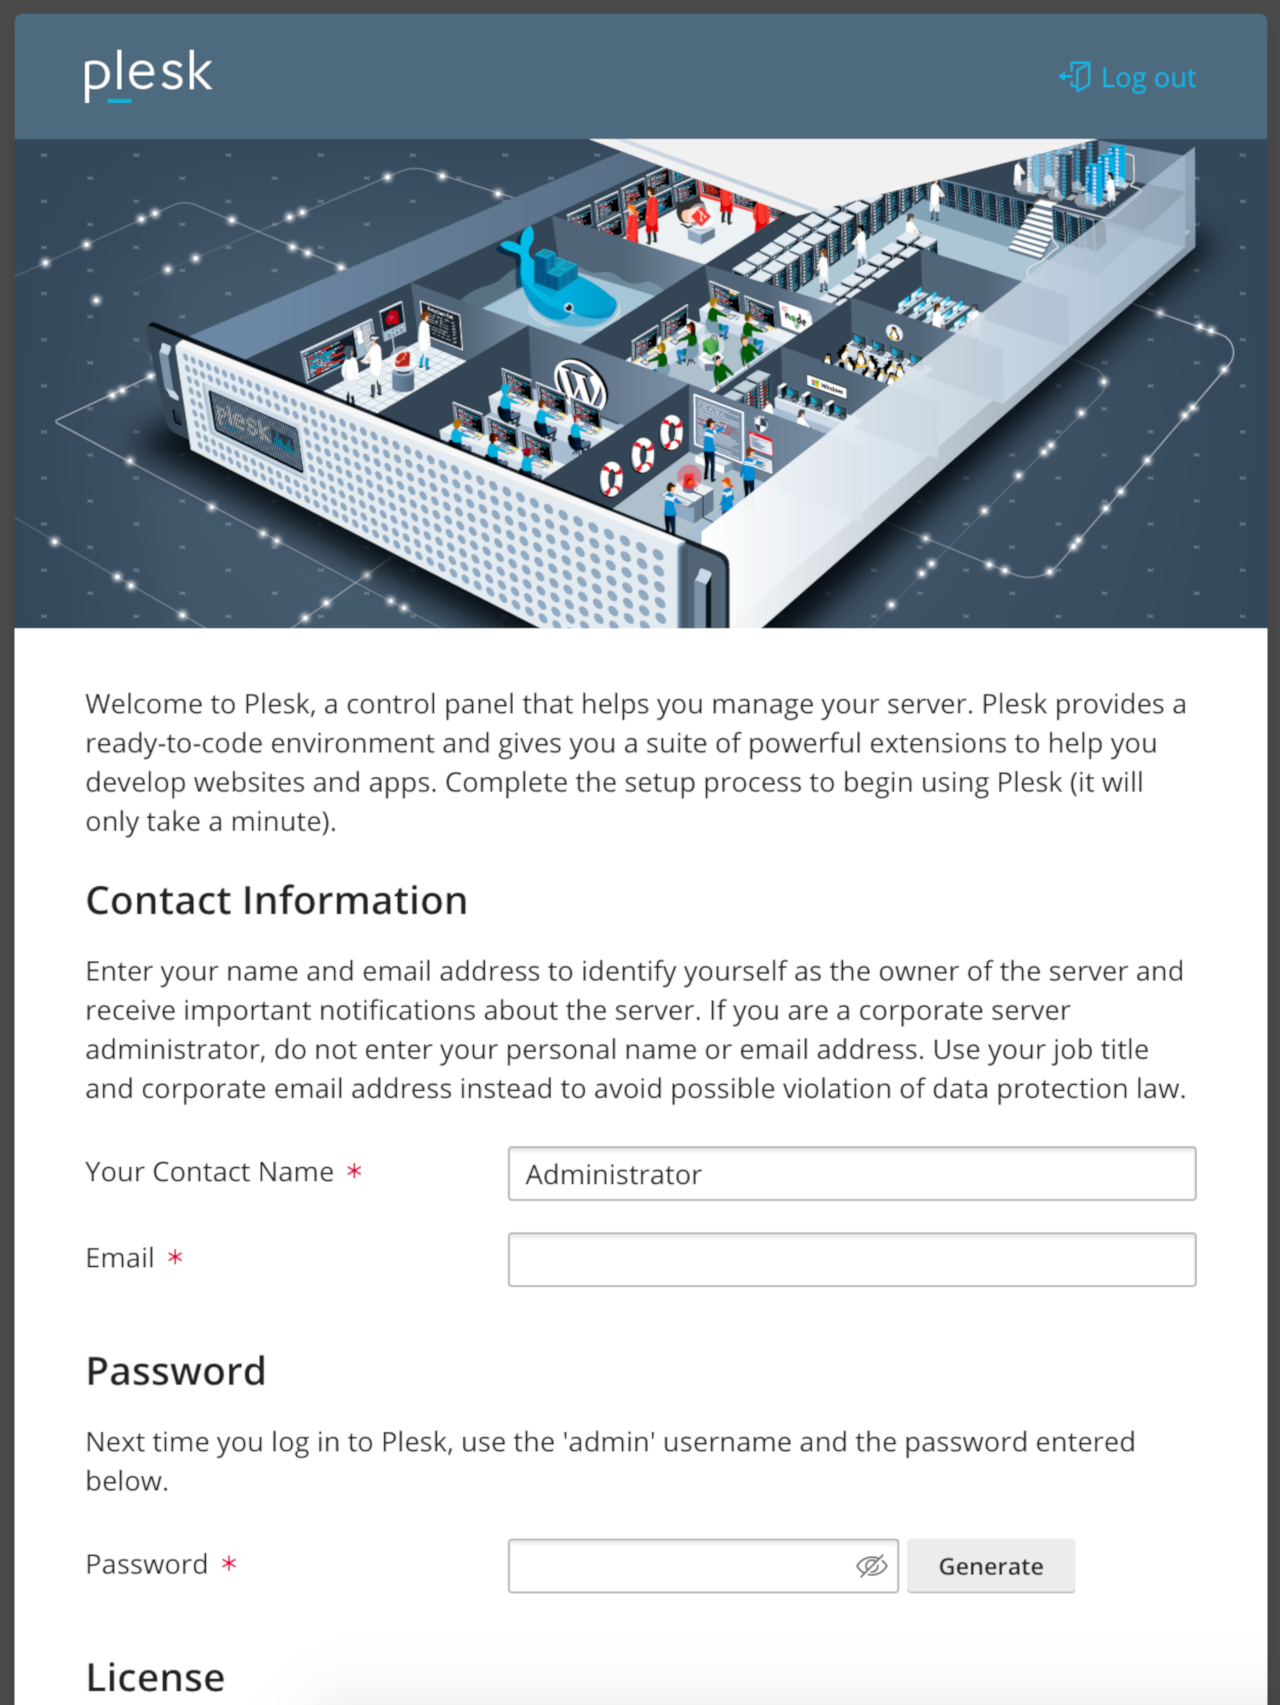 plesk
Log out
node
Windows
plesk
Welcome to Plesk, a control panel that helps you manage your server. Plesk provides a
ready-to-code environment and gives you a suite of powerful extensions to help you
develop websites and apps. Complete the setup process to begin using Plesk (it will
only take a minute).
Contact Information
Enter your name and email address to identify yourself as the owner of the server and
receive important notifications about the server. If you are a corporate server
administrator, do not enter your personal name or email address. Use your job title
and corporate email address instead to avoid possible violation of data protection law.
Your Contact Name *
Administrator
Email *
Password
Next time you log in to Plesk, use the 'admin' username and the password entered
below.
Password *
Generate
License